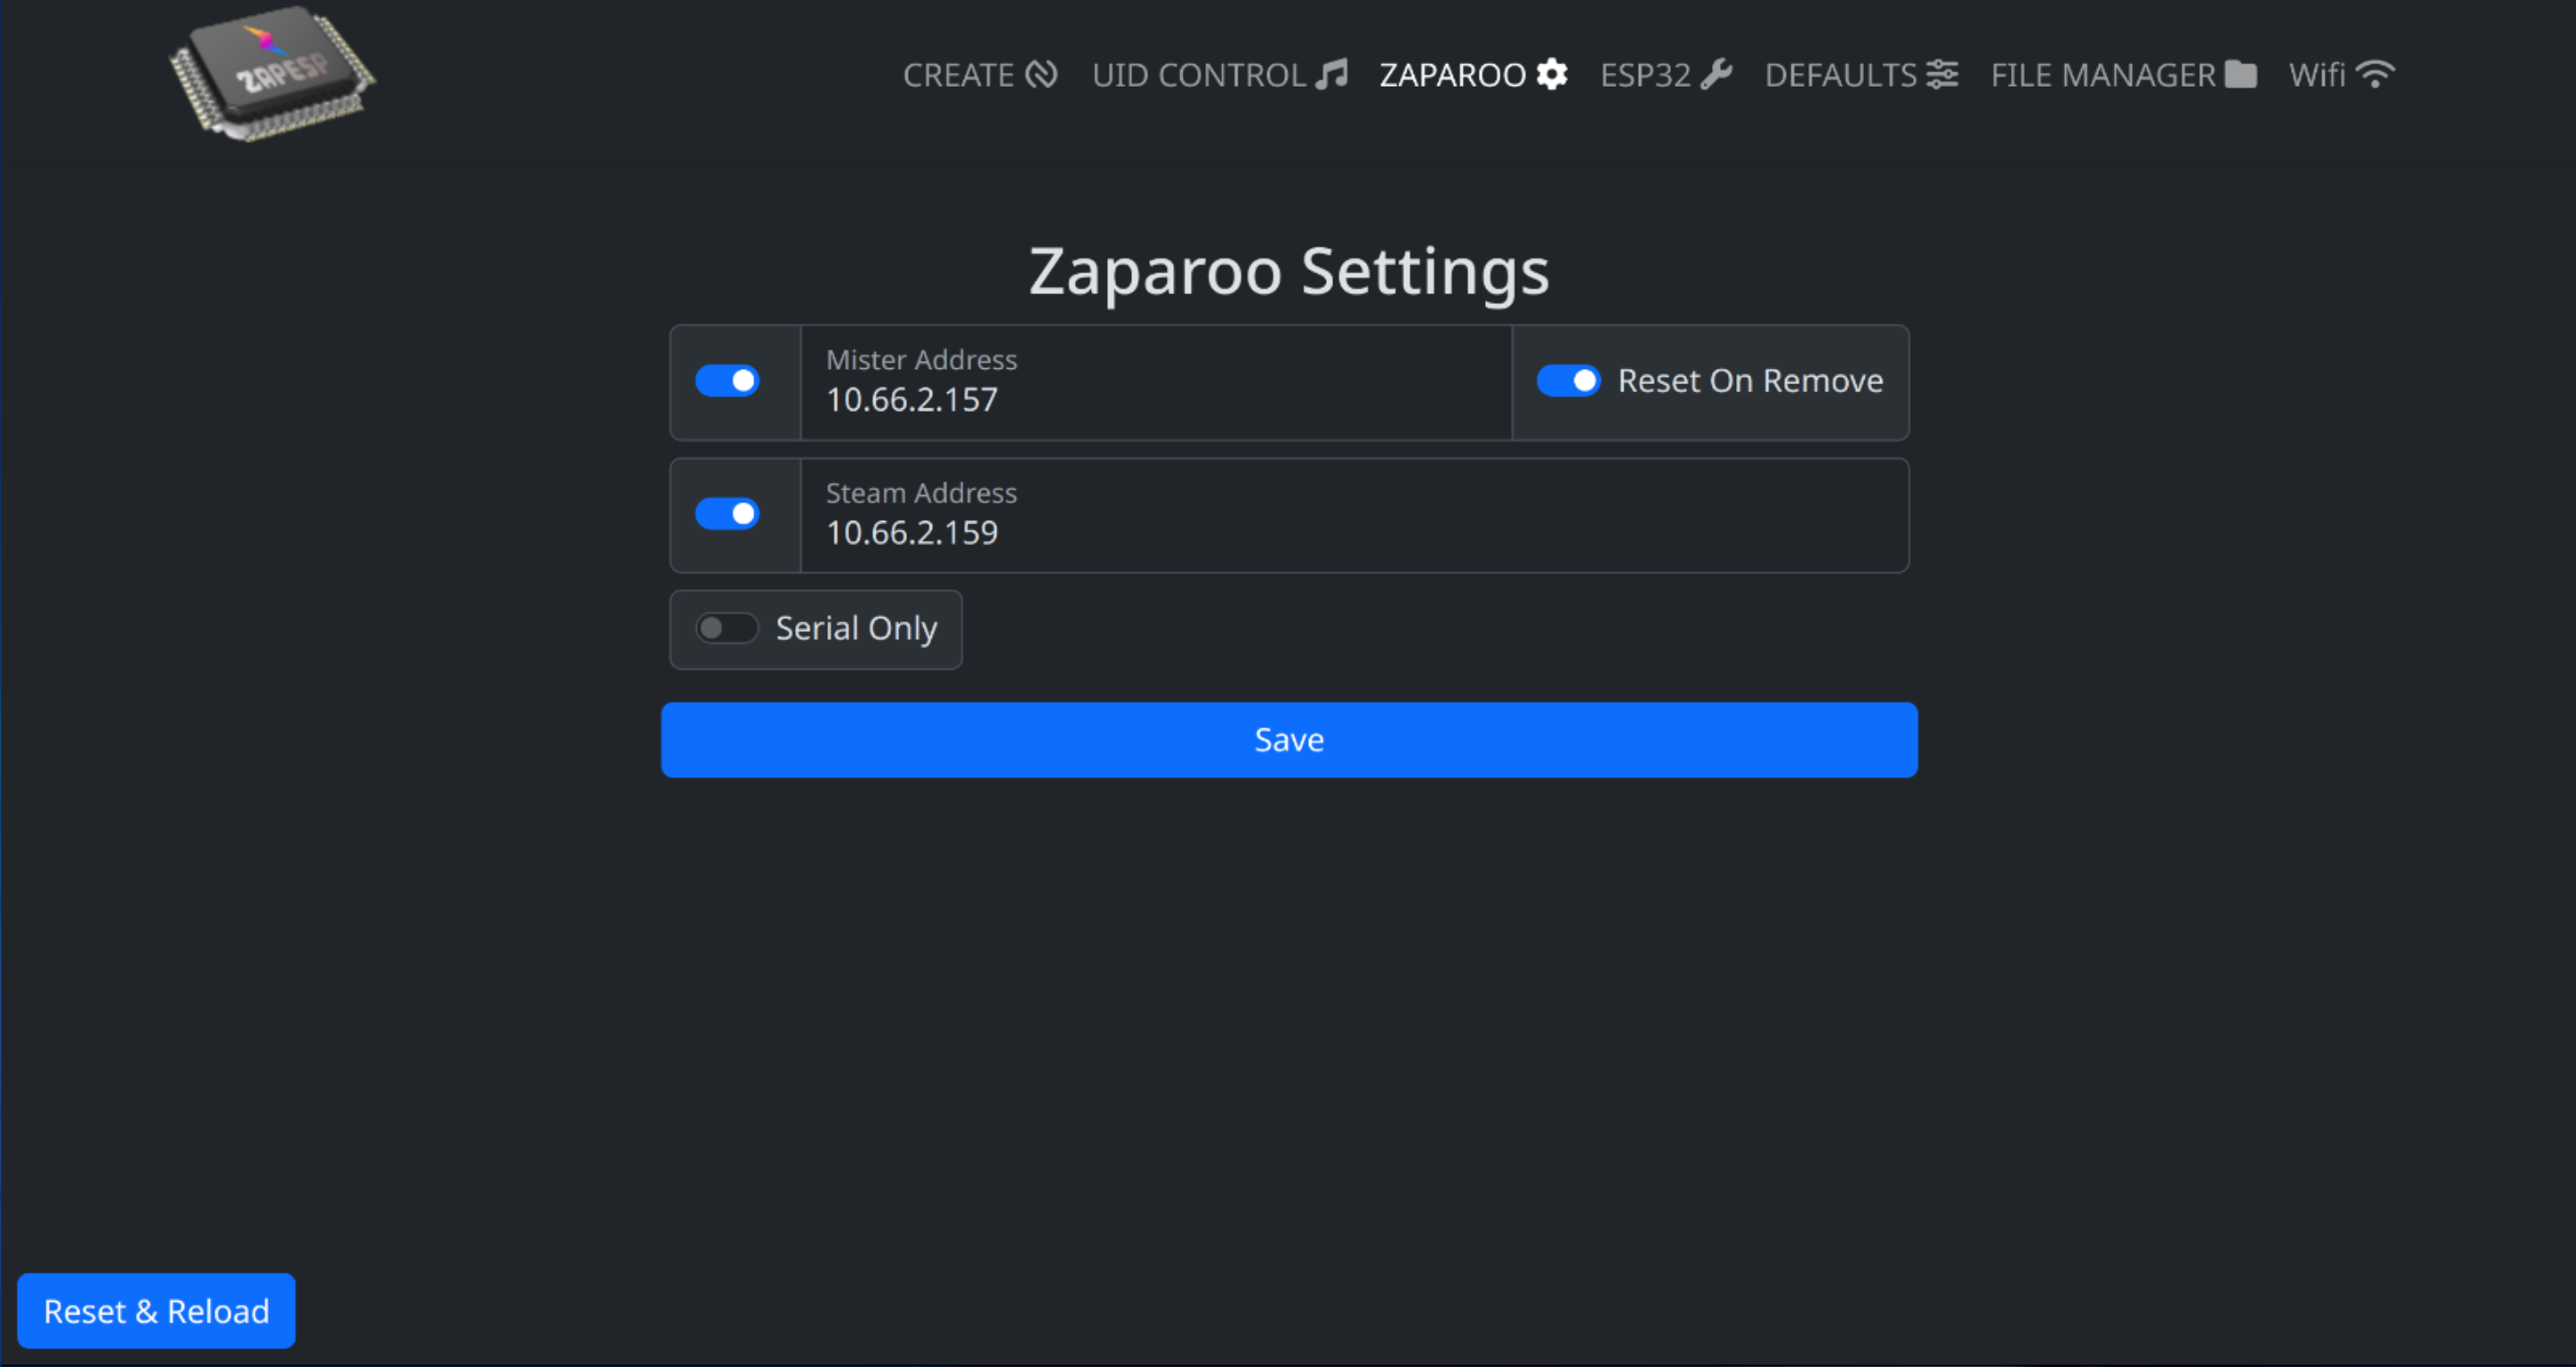 ZAPESP
CREATE UID CONTROL ZAPAROO ESP32 DEFAULTS FILE MANAGER Wifi
Zaparoo Settings
Mister Address
10.66.2.157
Reset On Remove
Steam Address
10.66.2.159
Serial Only
Save
Reset & Reload